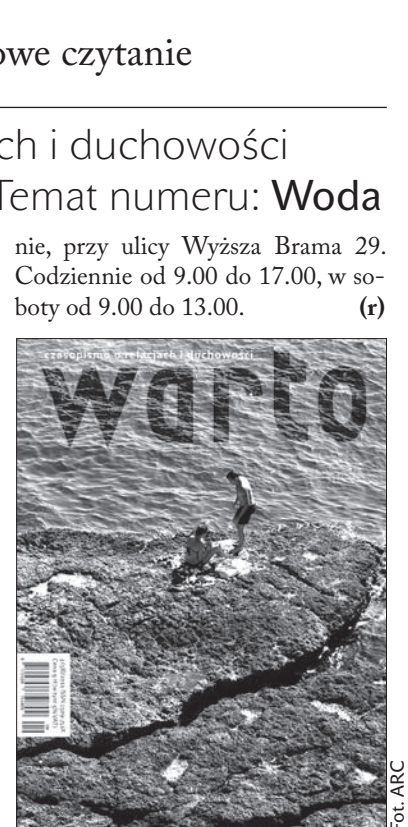 owe czytanie
ch i duchowości
Temat numeru: Woda
nie, przy ulicy Wyższa Brama 29.
Codziennie od 9.00 do 17.00, w so-
boty od 9.00 do 13.00. (r)
czasopismo o relacjach i duchowości
warto
Fot. ARC